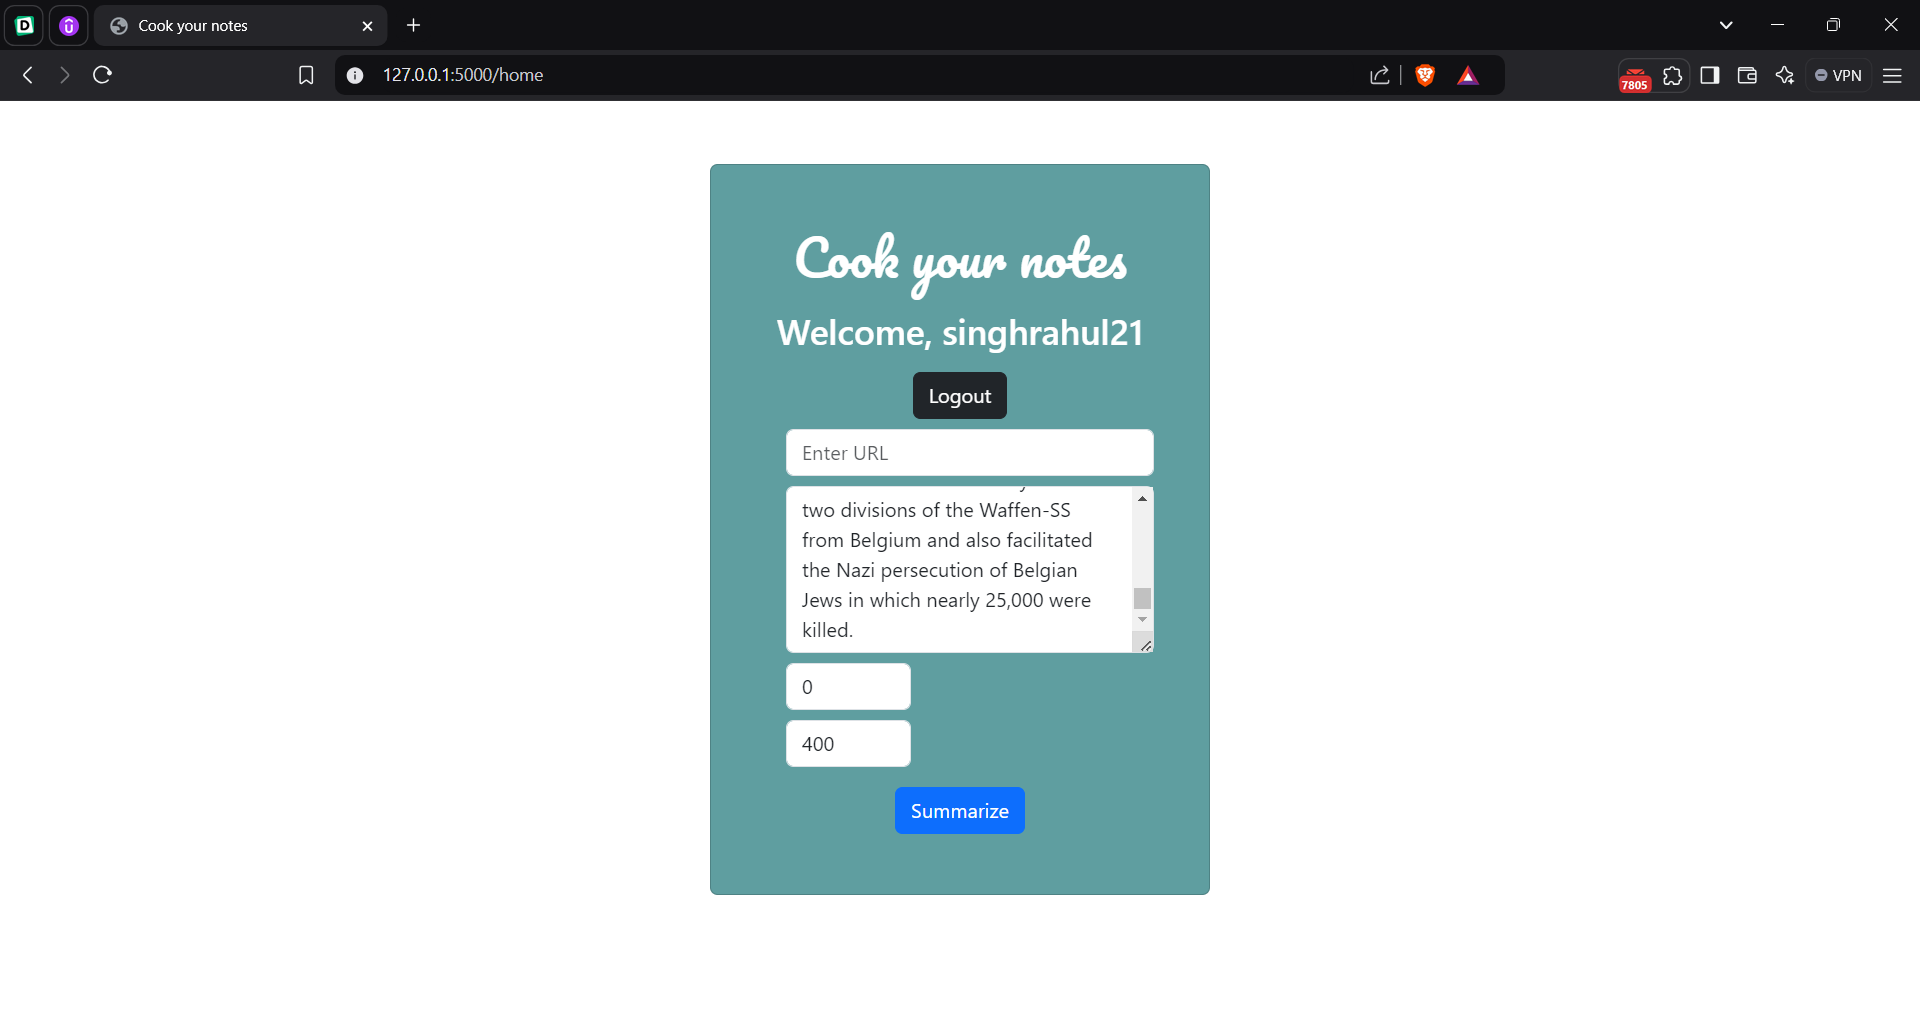 Cook your notes
127.0.0.1:5000/home
7805
VPN
Cook your notes
Welcome, singhrahul21
Logout
Enter URL
two divisions of the Waffen-SS
from Belgium and also facilitated
the Nazi persecution of Belgian
Jews in which nearly 25,000 were
killed.
0
400
Summarize